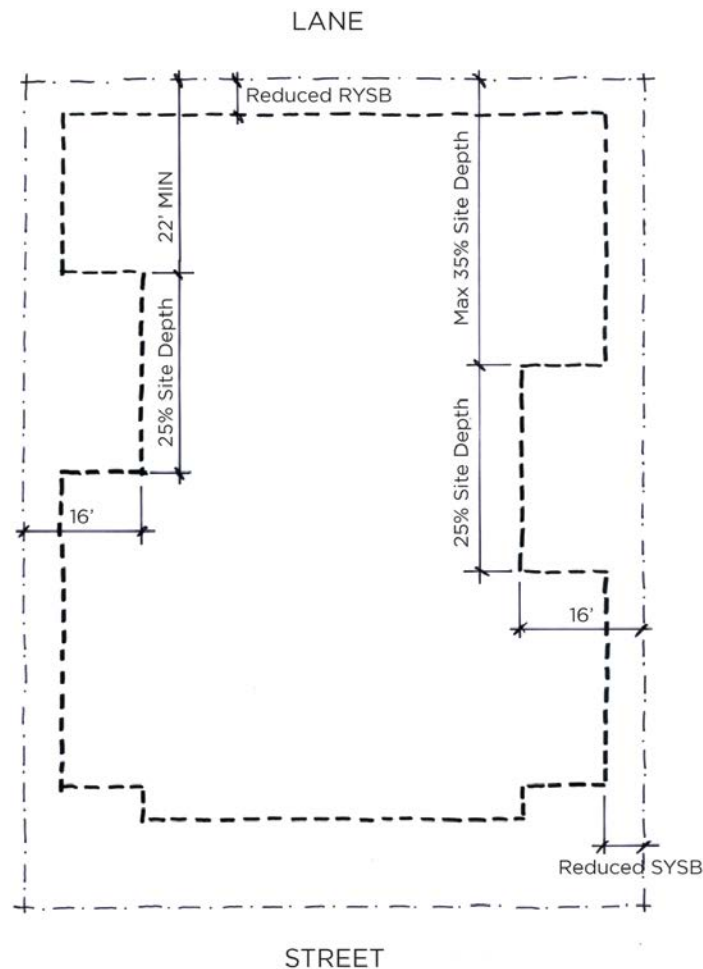 LANE
Reduced RYSB
22' MIN
Max 35% Site Depth
25% Site Depth
25% Site Depth
16'
16'
Reduced SYSB
STREET